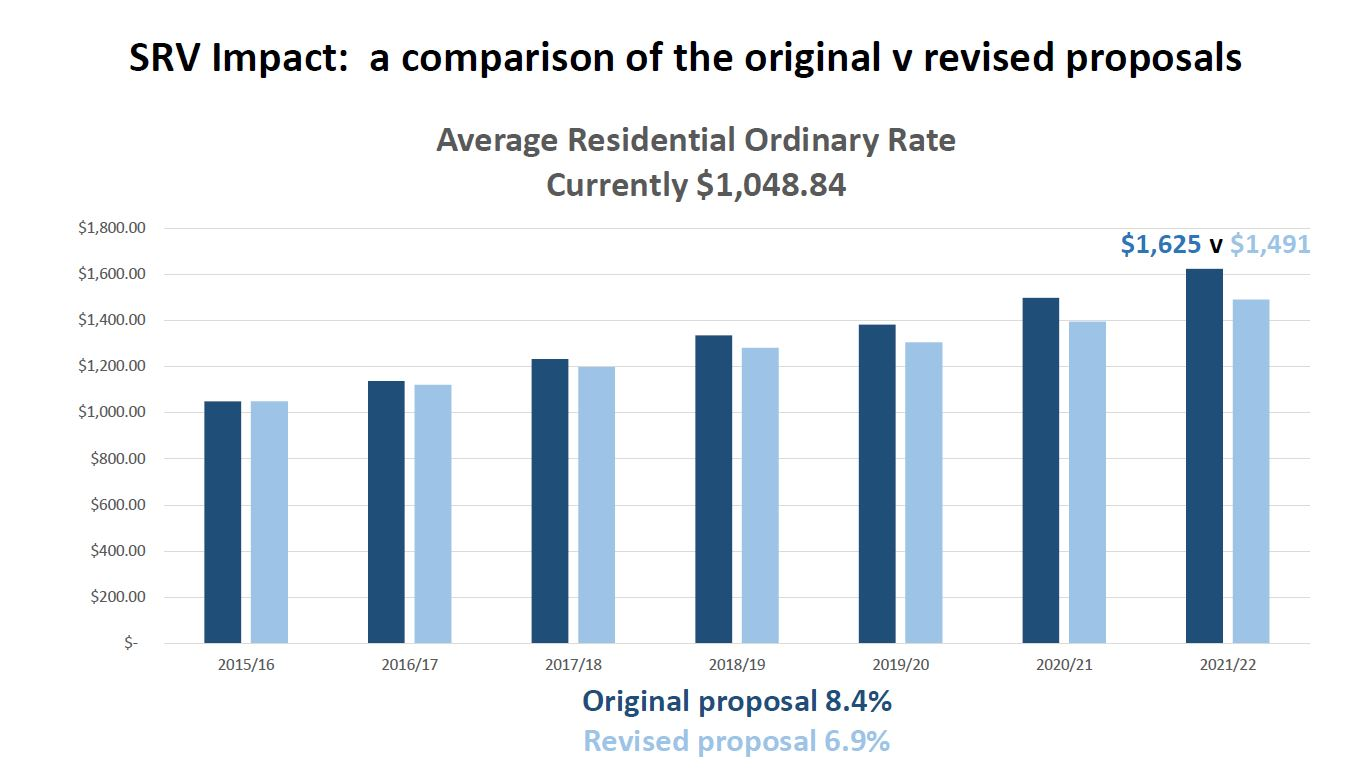 SRV Impact:  a comparison of the original v revised proposals
Average Residential Ordinary Rate
Currently $1,048.84
$1,800.00
$1,625 v $1,491
$1,600.00
$1,400.00
$1,200.00
$1,000.00
$800.00
$600.00
$400.00
$200.00
$-
2015/16 2016/17 2017/18 2018/19 2019/20 2020/21 2021/22
Original proposal 8.4%
Revised proposal 6.9%